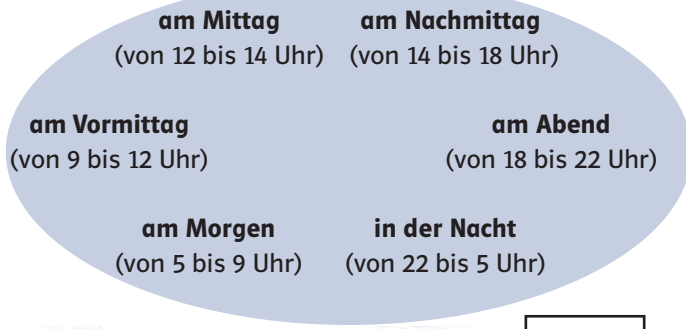 am Mittag am Nachmittag
(von 12 bis 14 Uhr) (von 14 bis 18 Uhr)
am Vormittag am Abend
(von 9 bis 12 Uhr) (von 18 bis 22 Uhr)
am Morgen in der Nacht
(von 5 bis 9 Uhr) (von 22 bis 5 Uhr)